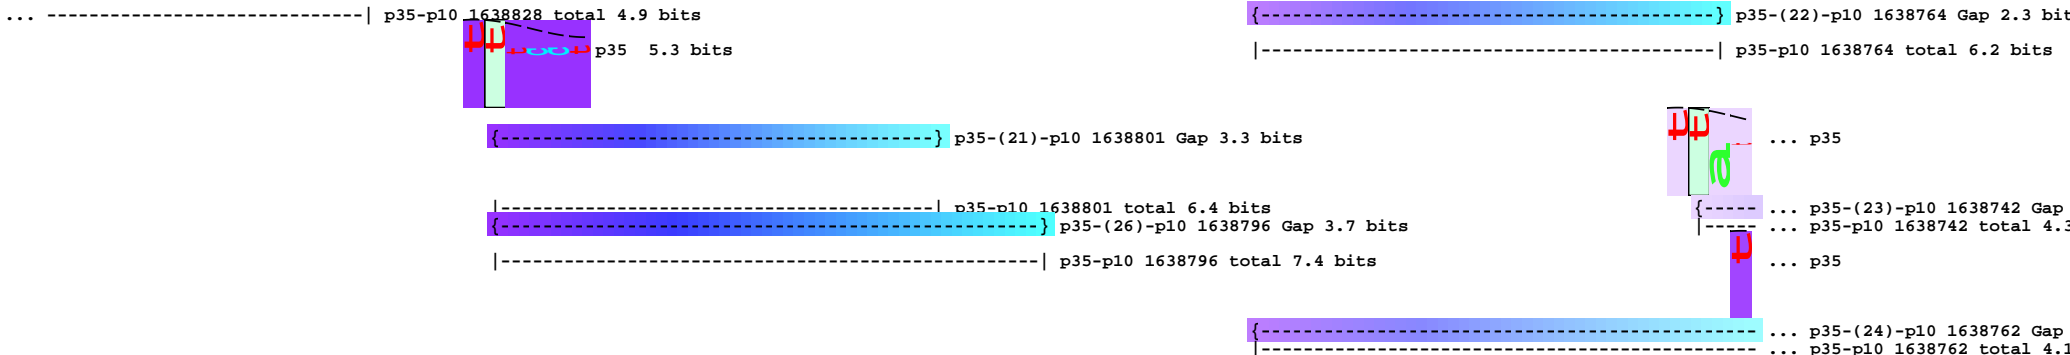 ... -----------------------------| p35-p10 1638828 total 4.9 bits
{------------------------------------------} p35-(22)-p10 1638764 Gap 2.3 bit
p35 5.3 bits
|-----------------------------------------| p35-p10 1638764 total 6.2 bits
{---------------------------------------} p35-(21)-p10 1638801 Gap 3.3 bits
... p35
|---------------------------------------| p35-p10 1638801 total 6.4 bits
{----- ... p35-(23)-p10 1638742 Gap
{-------------------------------------------------} p35-(26)-p10 1638796 Gap 3.7 bits
|----- ... p35-p10 1638742 total 4.3
|------------------------------------------------| p35-p10 1638796 total 7.4 bits
... p35
{--------------------------------------------- ... p35-(24)-p10 1638762 Gap
|--------------------------------------------- ... p35-p10 1638762 total 4.1